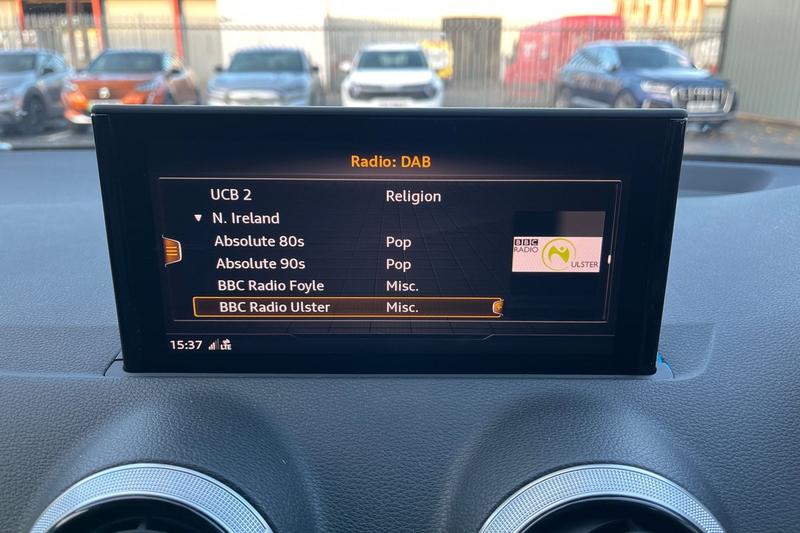 Radio: DAB
UCB 2 Religion
▼ N. Ireland
Absolute 80s Pop
Absolute 90s Pop
BBC Radio Foyle Misc.
BBC Radio Ulster Misc.
BBC
RADIO
ULSTER
15:37 LTE